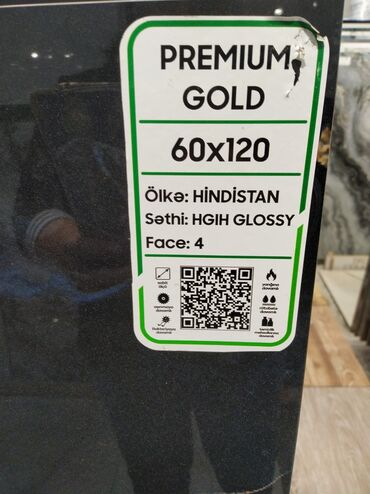 PREMIUM
GOLD
60x120
Ölkə: HİNDİSTAN
Səthi: HGIH GLOSSY
Face: 4